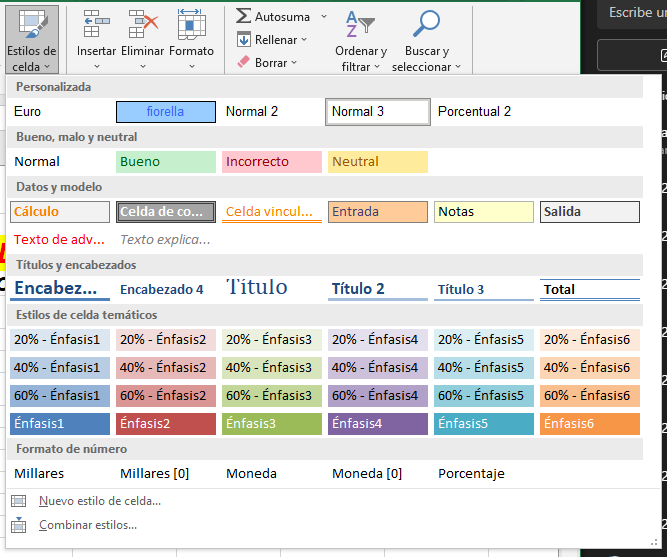 Estilos de celda
Insertar Eliminar Formato
Autosuma
Rellenar
Borrar
Ordenar y filtrar
Buscar y seleccionar
Escribe un
Personalizada
Euro fiorella Normal 2 Normal 3 Porcentual 2
Bueno, malo y neutral
Normal Bueno Incorrecto Neutral
Datos y modelo
Cálculo Celda de co... Celda vincul... Entrada Notas Salida
Texto de adv... Texto explica...
Títulos y encabezados
Encabez... Encabezado 4 Título Título 2 Título 3 Total
Estilos de celda temáticos
20% - Énfasis1 20% - Énfasis2 20% - Énfasis3 20% - Énfasis4 20% - Énfasis5 20% - Énfasis6
40% - Énfasis1 40% - Énfasis2 40% - Énfasis3 40% - Énfasis4 40% - Énfasis5 40% - Énfasis6
60% - Énfasis1 60% - Énfasis2 60% - Énfasis3 60% - Énfasis4 60% - Énfasis5 60% - Énfasis6
Énfasis1 Énfasis2 Énfasis3 Énfasis4 Énfasis5 Énfasis6
Formato de número
Millares Millares [0] Moneda Moneda [0] Porcentaje
Nuevo estilo de celda...
Combinar estilos...